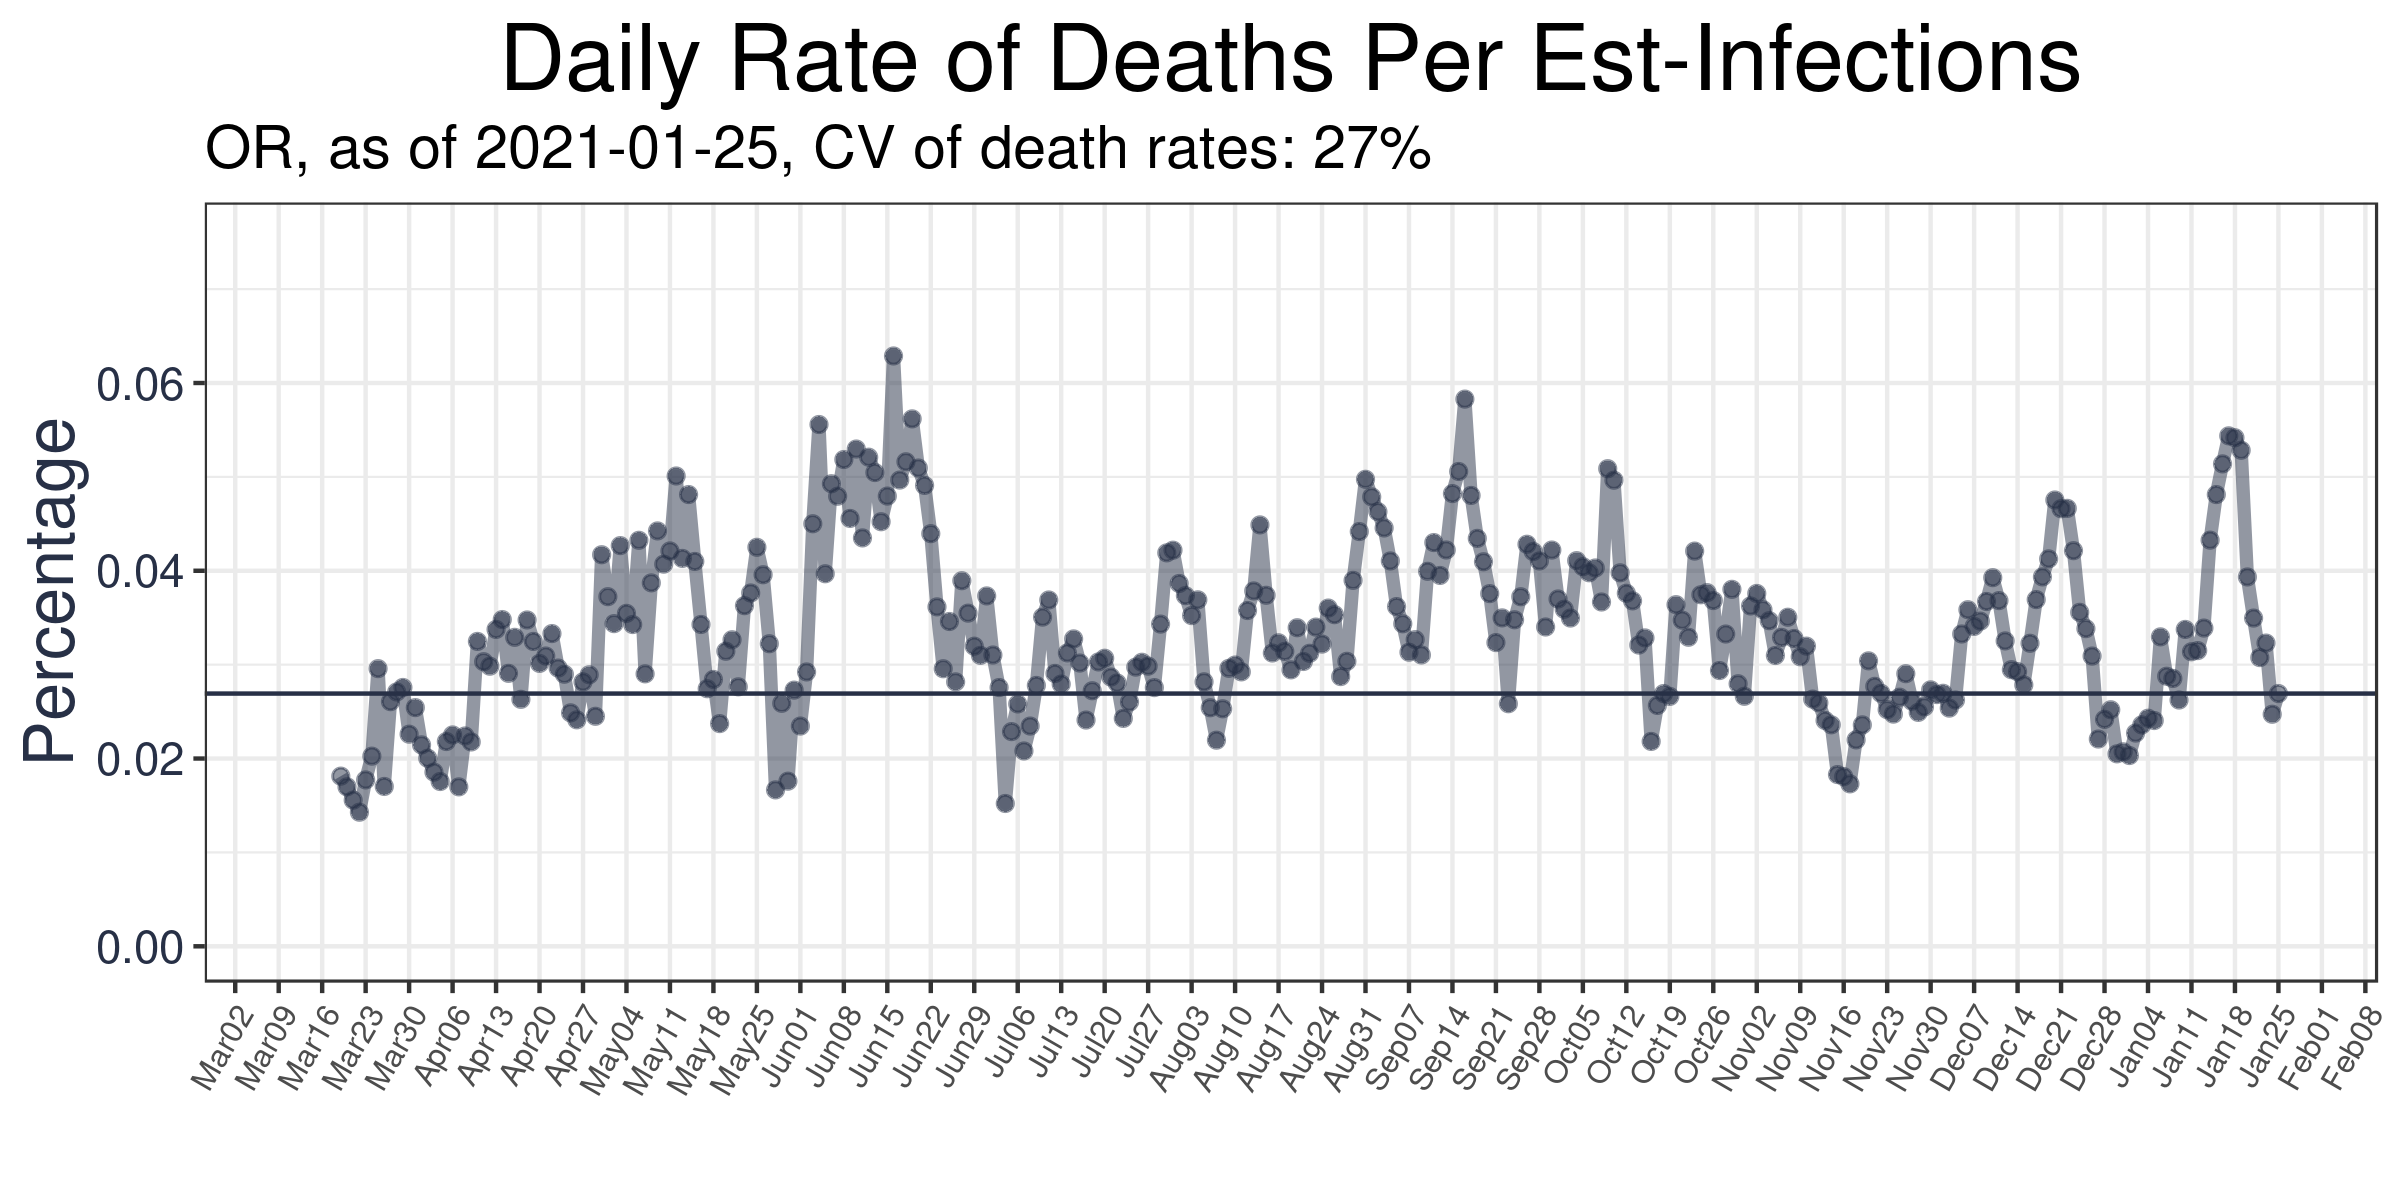 Daily Rate of Deaths Per Est-Infections
OR, as of 2021-01-25, CV of death rates: 27%
Percentage
0.06
0.04
0.02
0.00
Mar02
Mar09
Mar16
Mar23
Mar30
Apr06
Apr13
Apr20
Apr27
May04
May11
May18
May25
Jun01
Jun08
Jun15
Jun22
Jun29
Jul06
Jul13
Jul20
Jul27
Aug03
Aug10
Aug17
Aug24
Aug31
Sep07
Sep14
Sep21
Sep28
Oct05
Oct12
Oct19
Oct26
Nov02
Nov09
Nov16
Nov23
Nov30
Dec07
Dec14
Dec21
Dec28
Jan04
Jan11
Jan18
Jan25
Feb01
Feb08